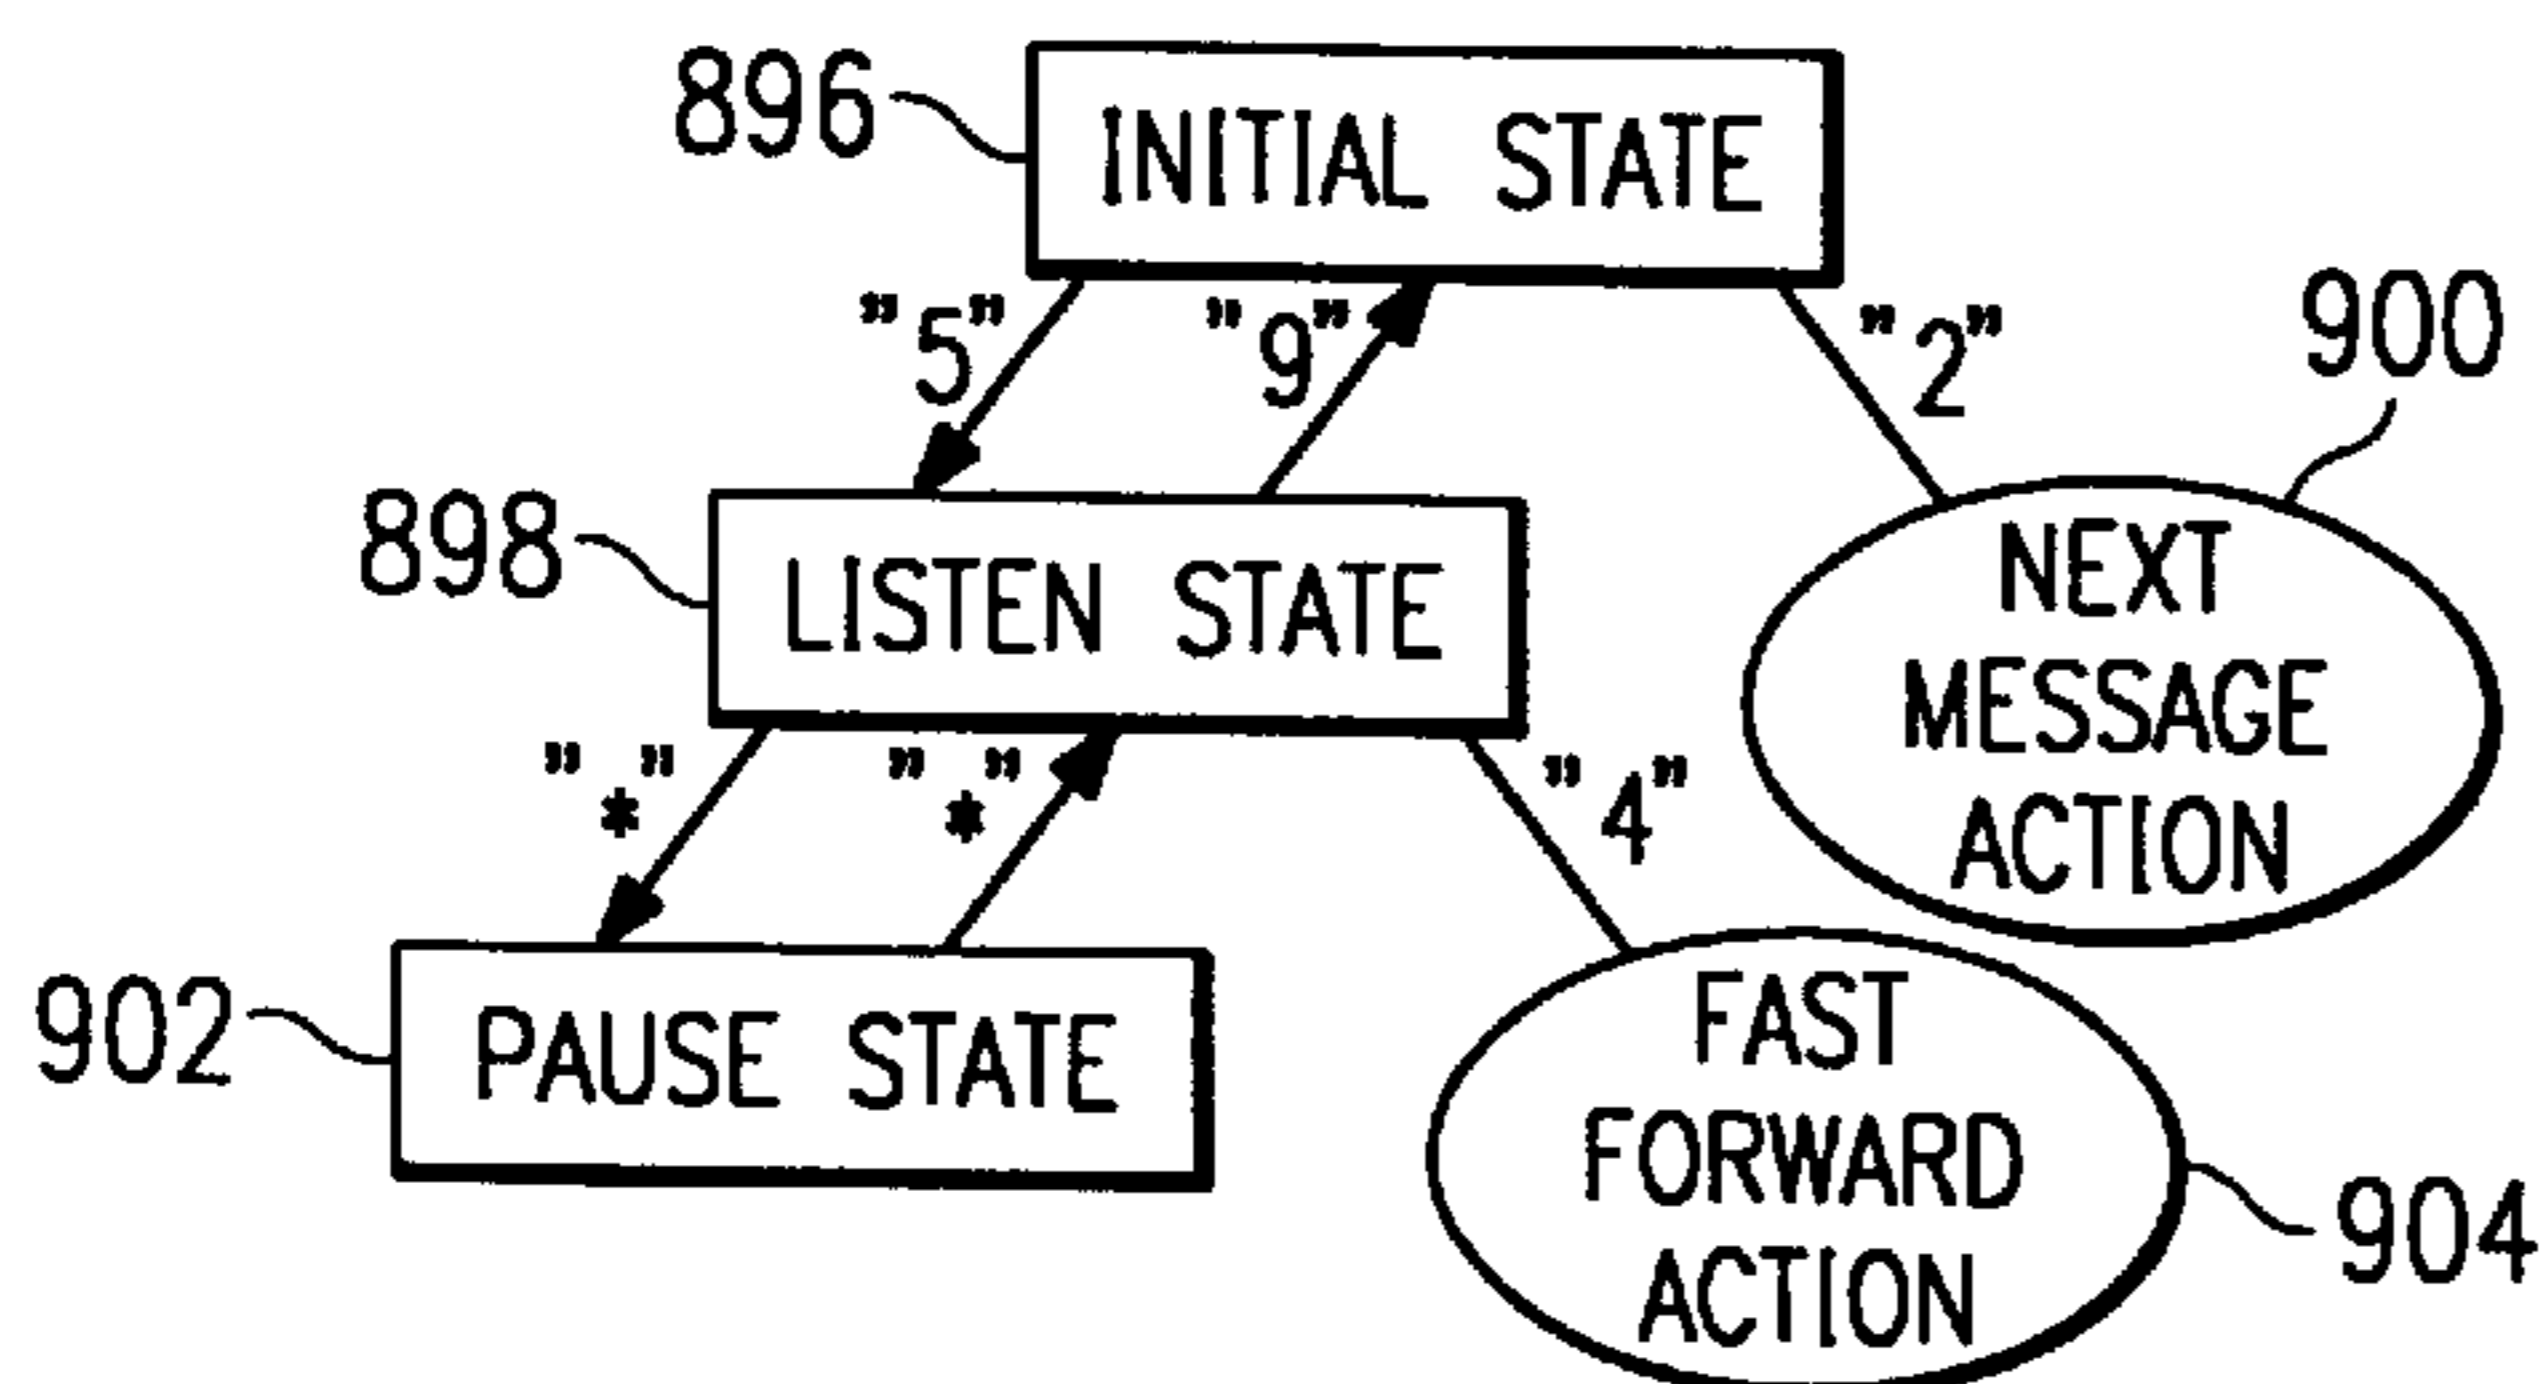 896
INITIAL STATE
"5"
"9"
"2"
900
898
LISTEN STATE
NEXT
MESSAGE
ACTION
"*"
"*"
"4"
902
PAUSE STATE
FAST
FORWARD
ACTION
904